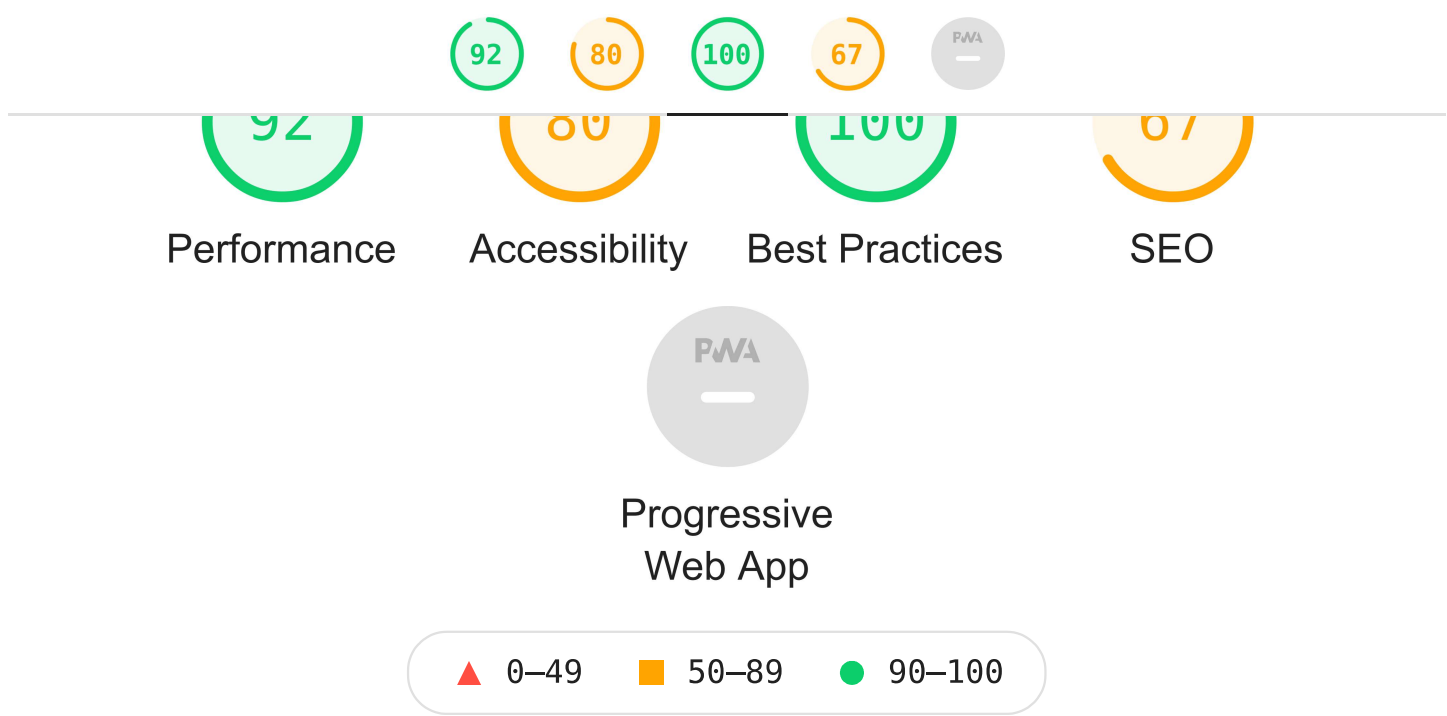 92 80 100 67 PWA
92 80 100 67
Performance Accessibility Best Practices SEO
PWA
Progressive
Web App
0–49 50–89 90–100